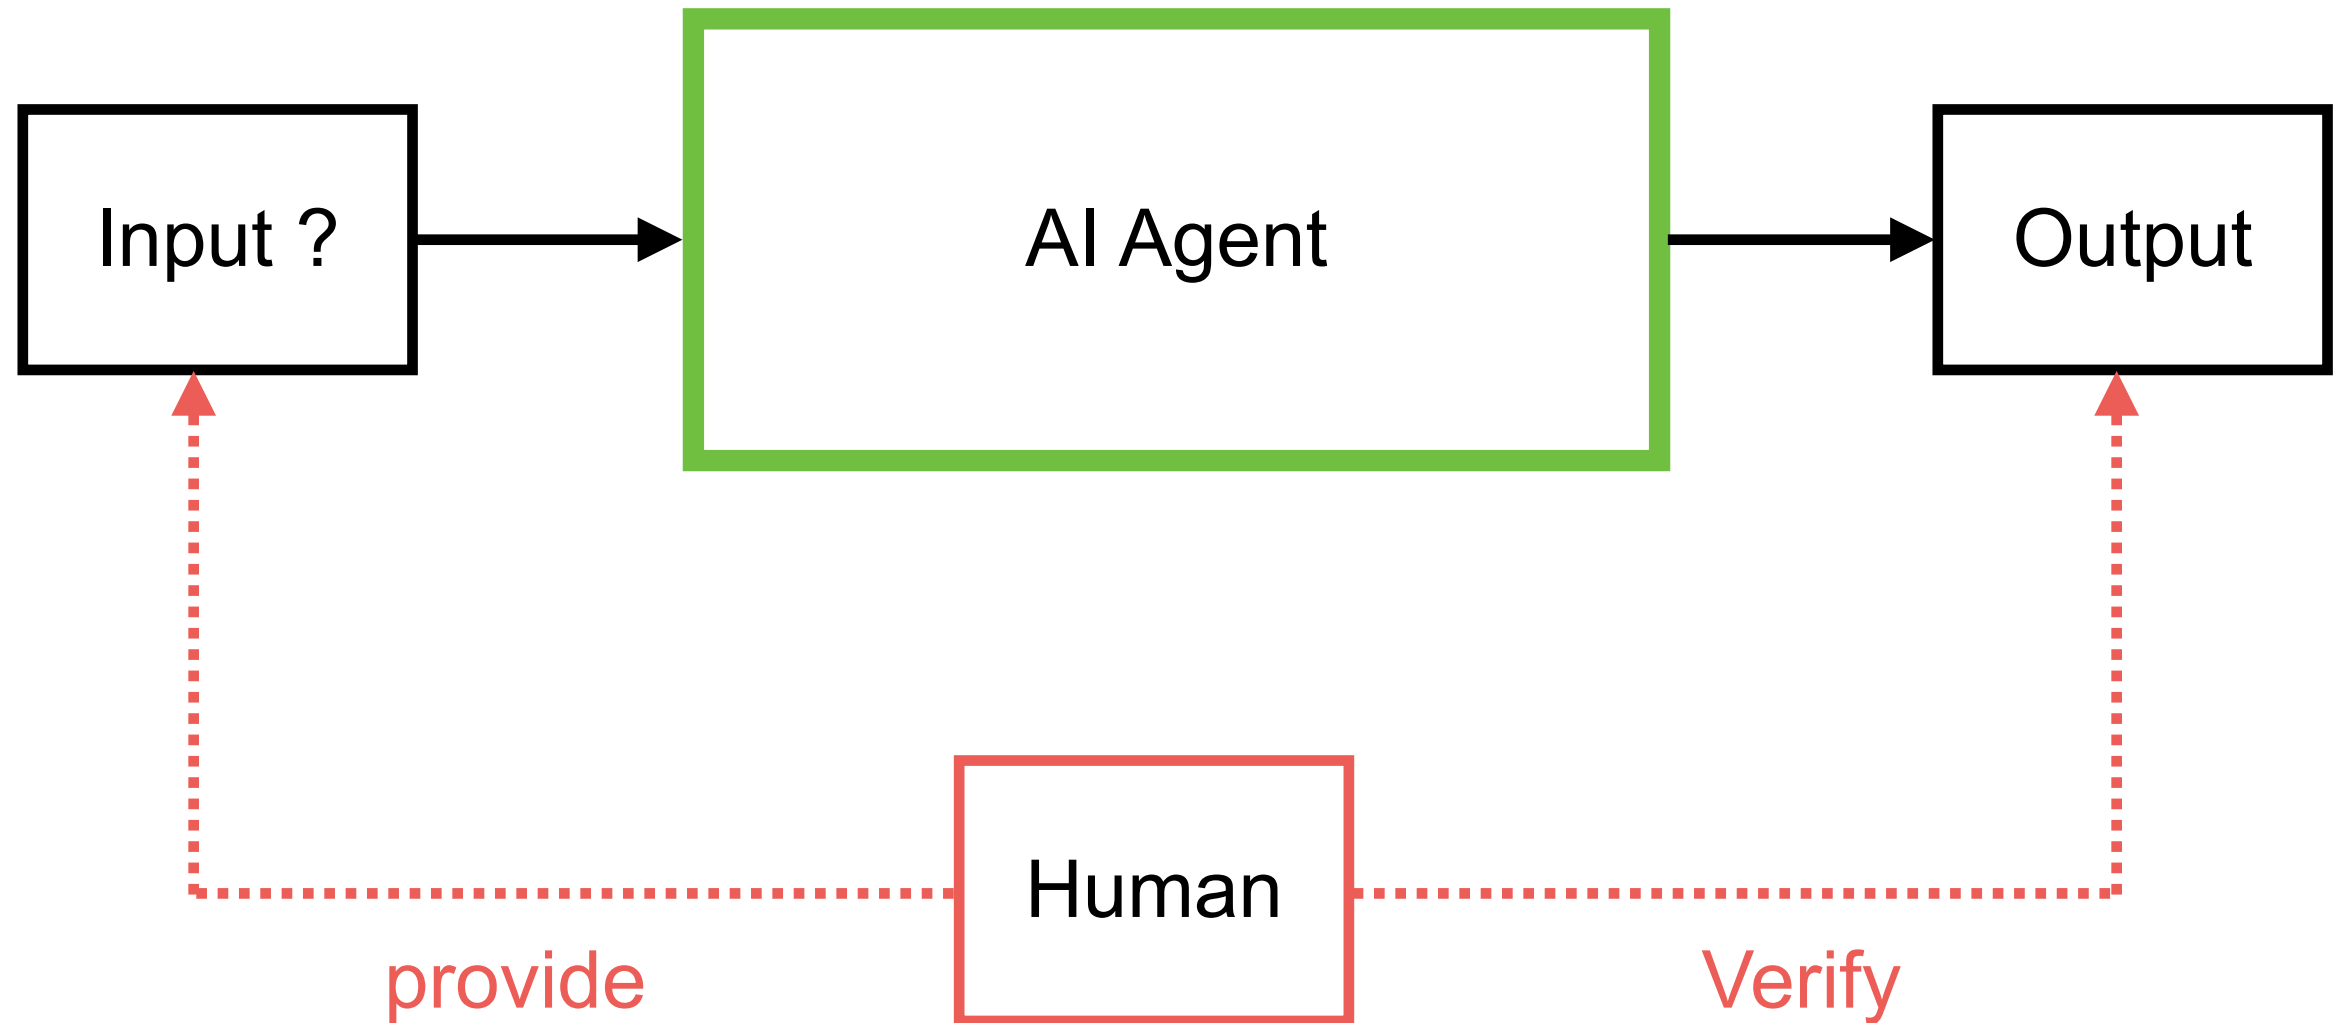 Input ?
AI Agent
Output
Human
provide
Verify